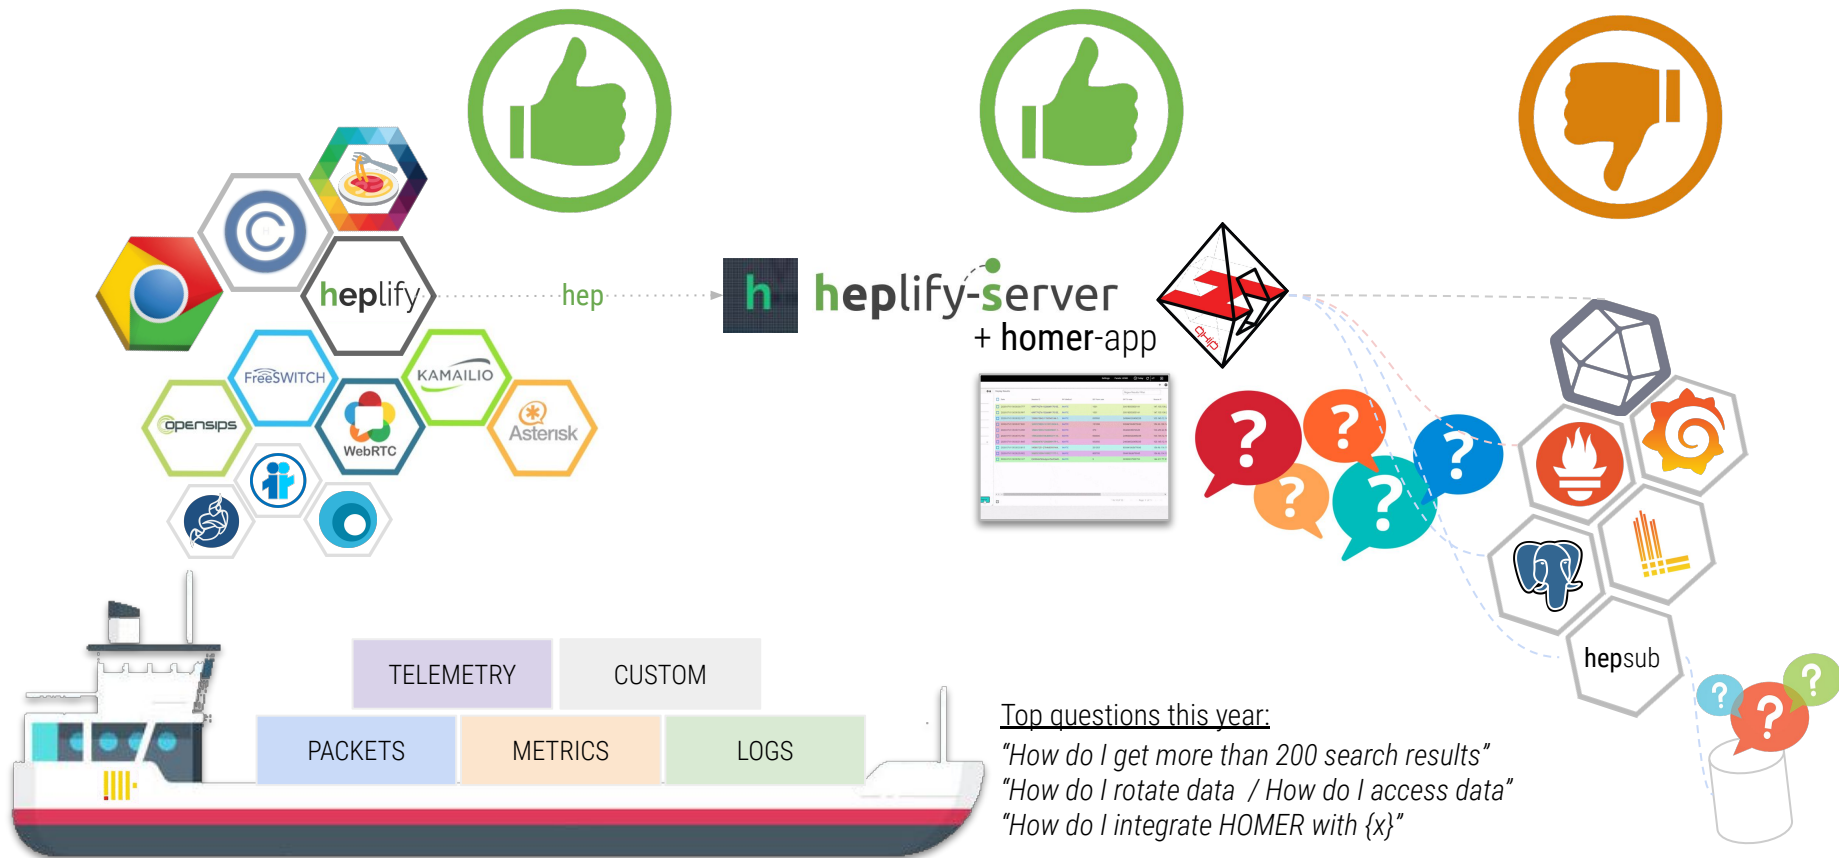 heplify
hep
h
heplify-server
+ homer-app
qxip
FreeSWITCH
KAMAILIO
opensips
WebRTC
Asterisk
hepsub
TELEMETRY
CUSTOM
PACKETS
METRICS
LOGS
Top questions this year:
"How do I get more than 200 search results"
"How do I rotate data / How do I access data"
"How do I integrate HOMER with {x}"